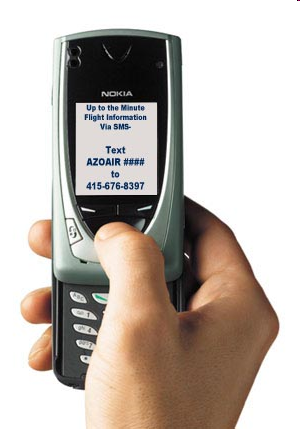 NOKIA
Up to the Minute
Flight Information
Via SMS-
Text
AZOAIR ####
to
415-676-8397